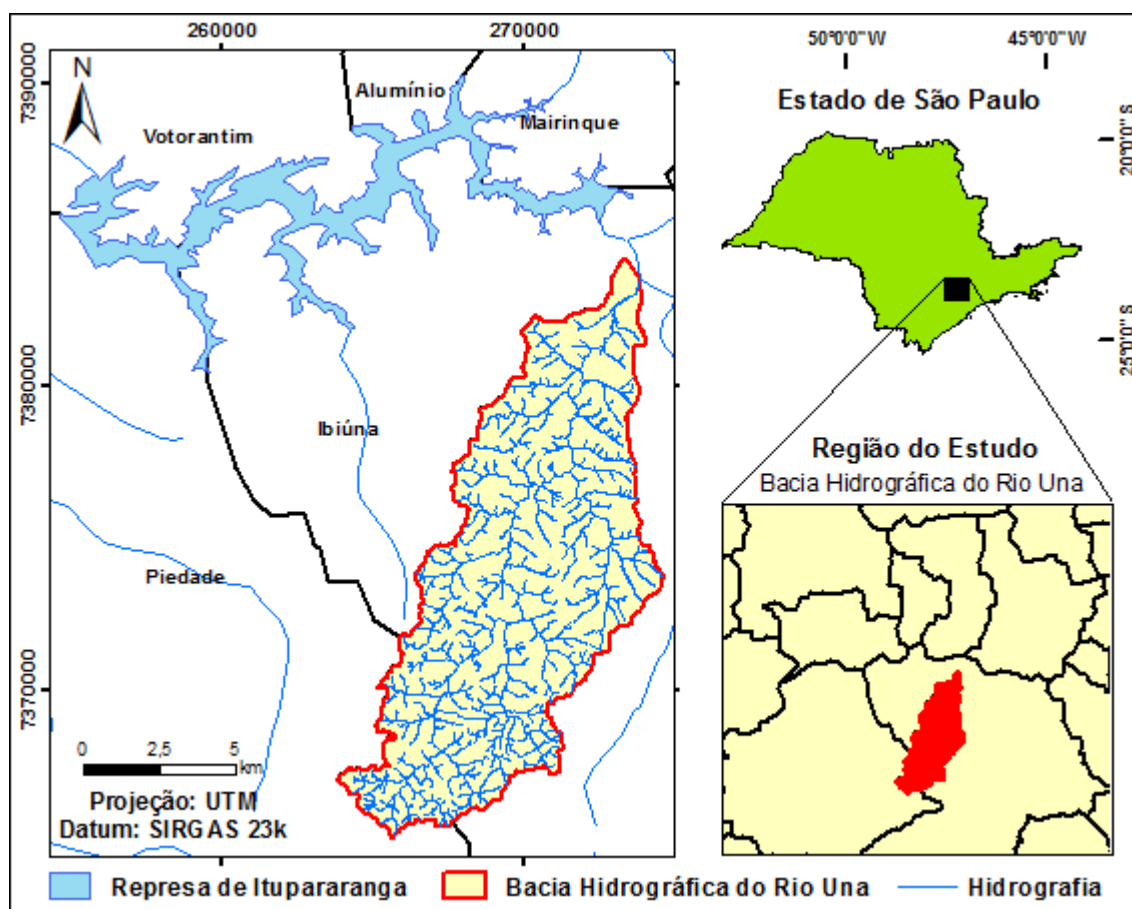 260000
270000
7390000
7380000
7370000
N
Alumínio
Votorantim
Mairinque
Ibiúna
Piedade
0
2,5
5
km
Projeção: UTM
Datum: SIRGAS 23k
50°0'0"W
45°0'0"W
Estado de São Paulo
20°0'0"S
25°0'0"S
Região do Estudo
Bacia Hidrográfica do Rio Una
Represa de Itupararanga
Bacia Hidrográfica do Rio Una
Hidrografia